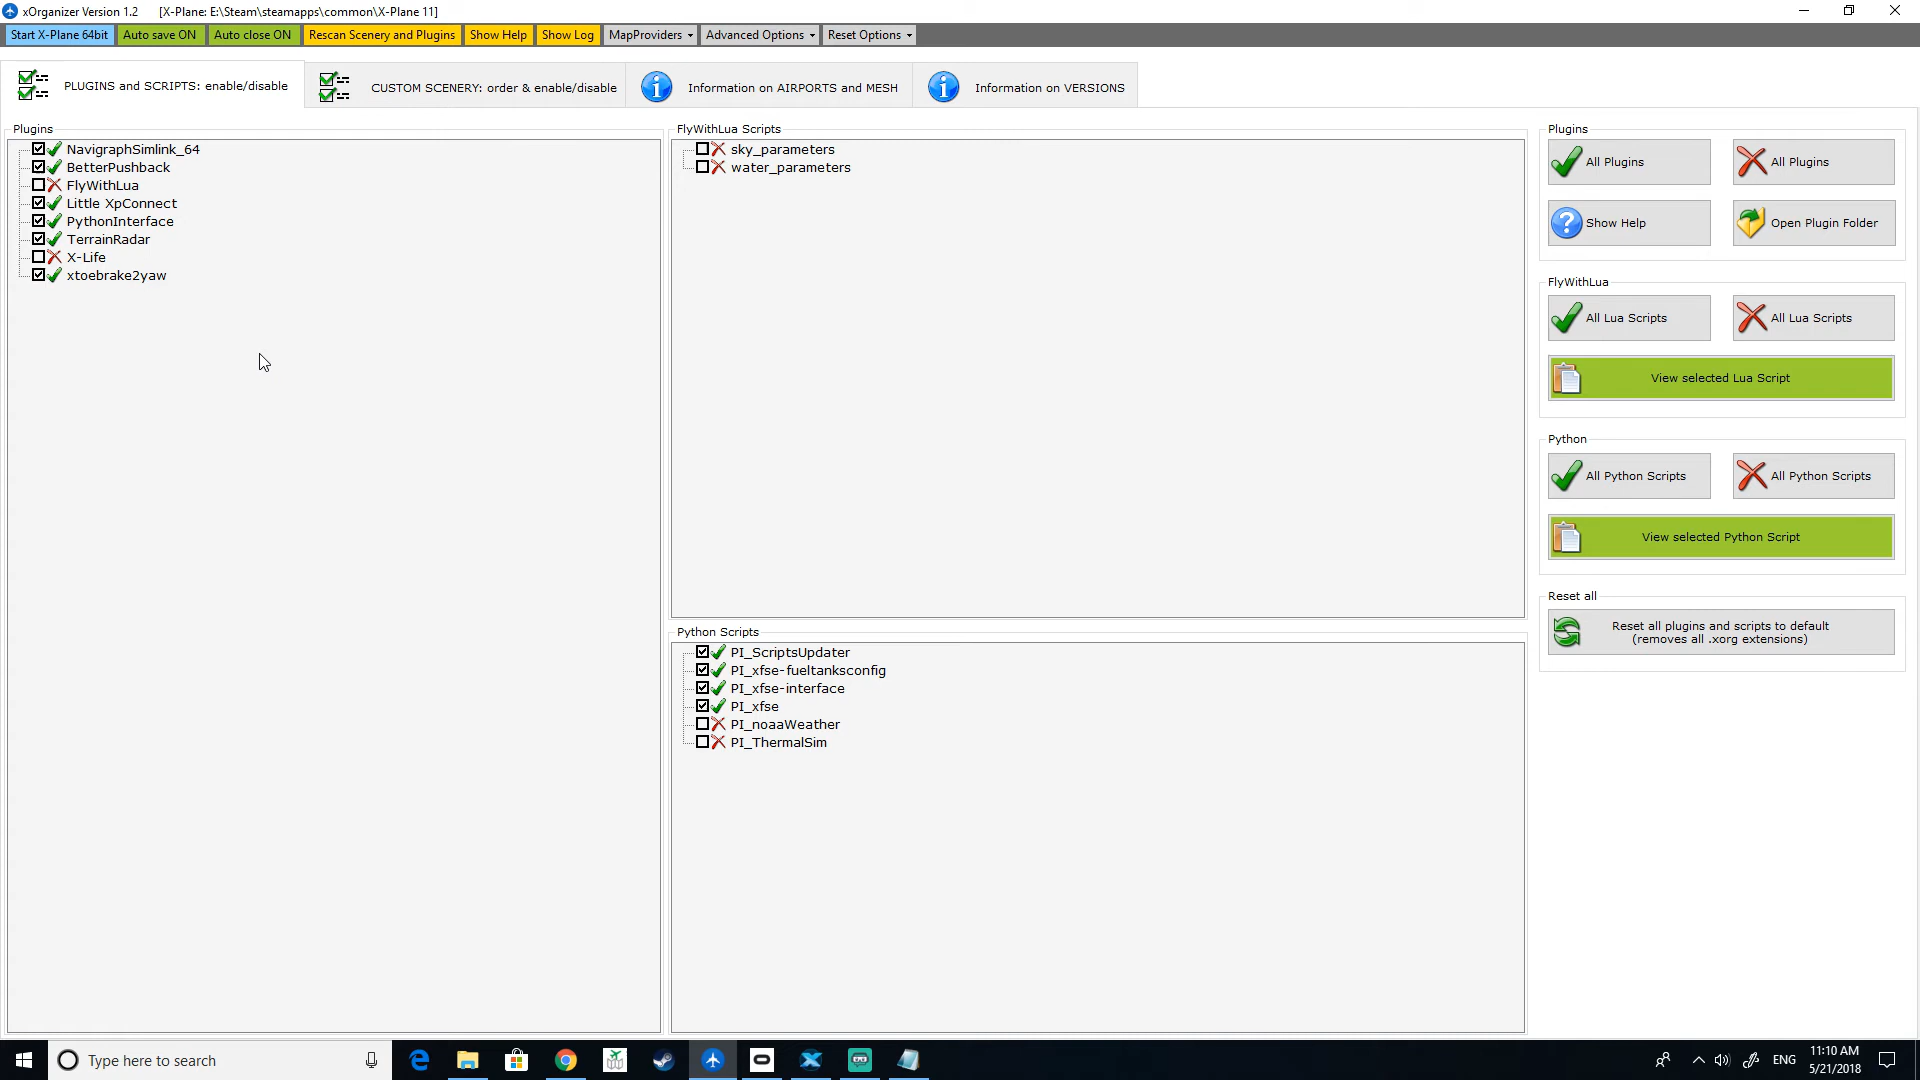 xOrganizer Version 1.2 [X-Plane: E:\Steam\steamapps\common\X-Plane 11]
Start X-Plane 64bit Auto save ON Auto close ON Rescan Scenery and Plugins Show Help Show Log MapProviders Advanced Options Reset Options
PLUGINS and SCRIPTS: enable/disable CUSTOM SCENERY: order & enable/disable Information on AIRPORTS and MESH Information on VERSIONS
Plugins
NavigraphSimlink_64
BetterPushback
FlyWithLua
Little XpConnect
PythonInterface
TerrainRadar
X-Life
xtoebrake2yaw
FlyWithLua Scripts
sky_parameters
water_parameters
Python Scripts
PI_ScriptsUpdater
PI_xfse-fueltanksconfig
PI_xfse-interface
PI_xfse
PI_noaaWeather
PI_ThermalSim
Plugins
All Plugins All Plugins
Show Help Open Plugin Folder
FlyWithLua
All Lua Scripts All Lua Scripts
View selected Lua Script
Python
All Python Scripts All Python Scripts
View selected Python Script
Reset all
Reset all plugins and scripts to default
(removes all .xorg extensions)
Type here to search
ENG
11:10 AM
5/21/2018